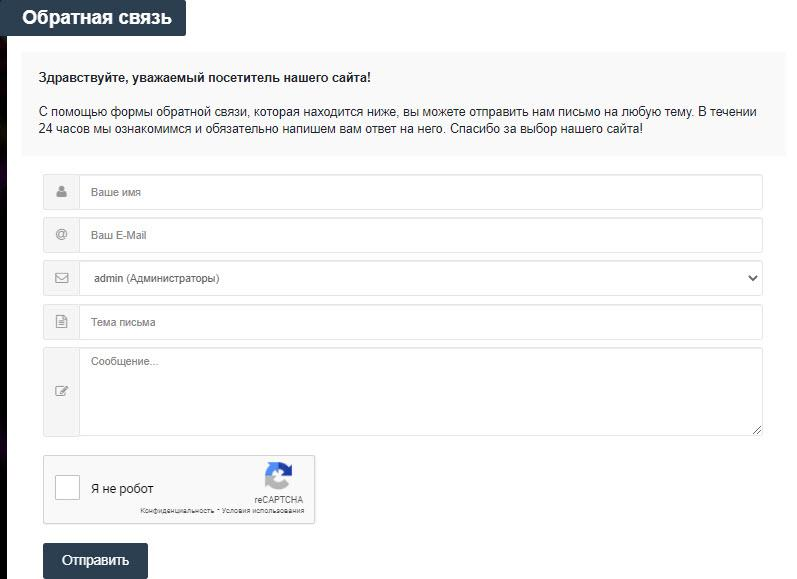 Обратная связь
Здравствуйте, уважаемый посетитель нашего сайта!
С помощью формы обратной связи, которая находится ниже, вы можете отправить нам письмо на любую тему. В течении
24 часов мы ознакомимся и обязательно напишем вам ответ на него. Спасибо за выбор нашего сайта!
Ваше имя
@ Ваш E-Mail
admin (Администраторы)
Тема письма
Сообщение...
Я не робот
reCAPTCHA
Конфиденциальность - Условия использования
Отправить